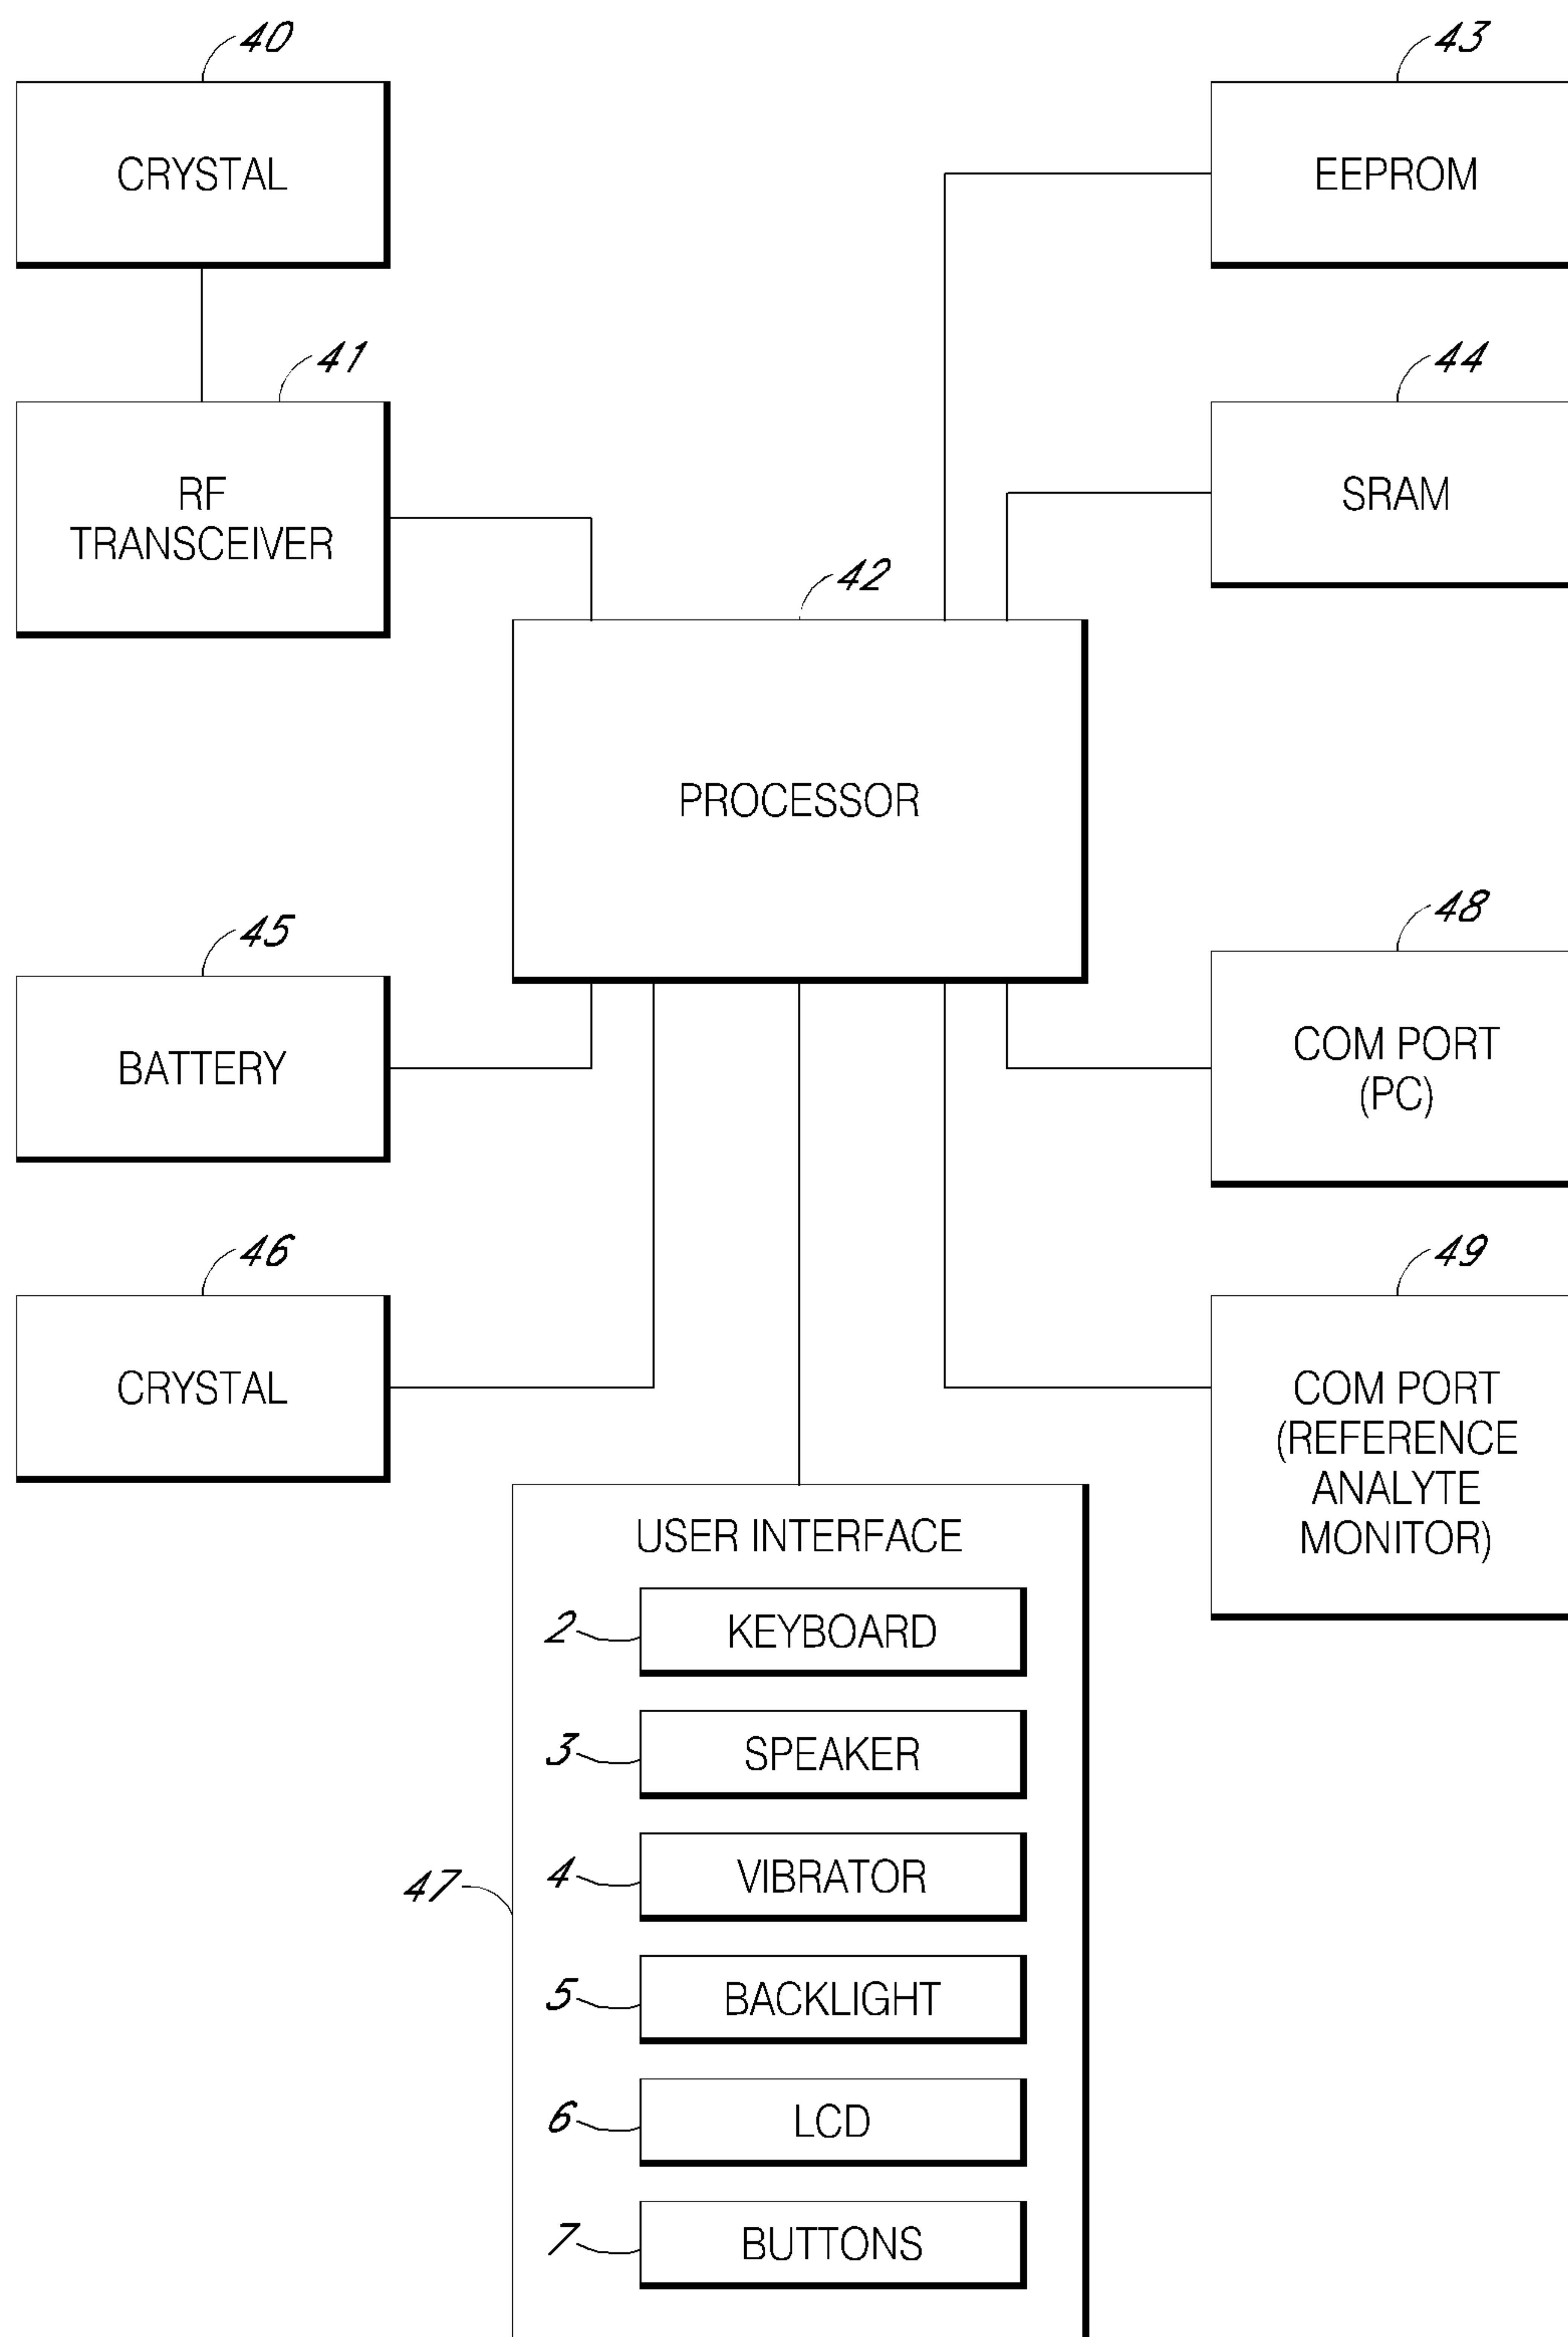 40
CRYSTAL
43
EEPROM
41
RF
TRANSCEIVER
44
SRAM
42
PROCESSOR
45
BATTERY
48
COM PORT
(PC)
46
CRYSTAL
49
COM PORT
(REFERENCE
ANALYTE
MONITOR)
47
USER INTERFACE
2
KEYBOARD
3
SPEAKER
4
VIBRATOR
5
BACKLIGHT
6
LCD
7
BUTTONS